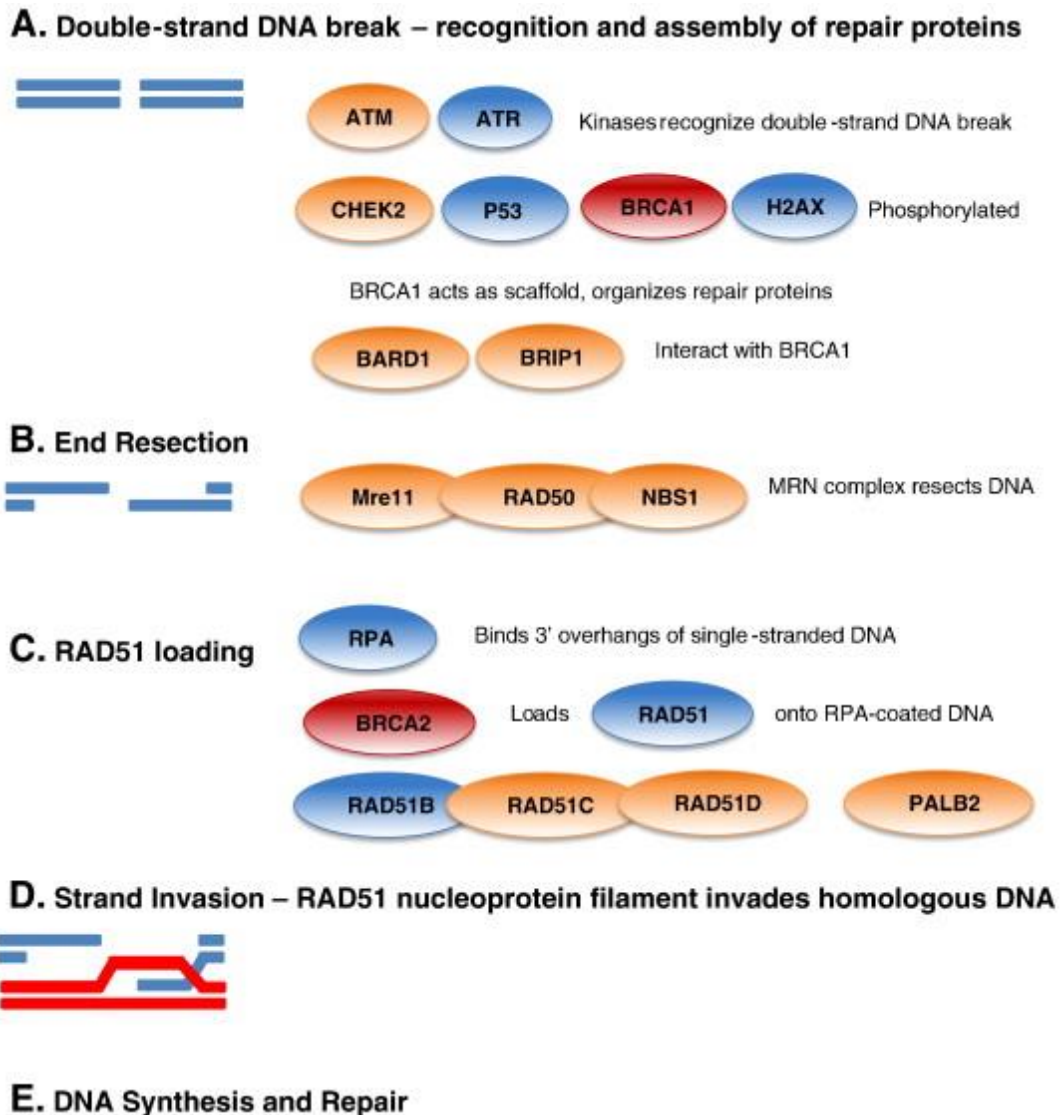 A. Double-strand DNA break – recognition and assembly of repair proteins
ATM ATR Kinases recognize double-strand DNA break
CHEK2 P53 BRCA1 H2AX Phosphorylated
BRCA1 acts as scaffold, organizes repair proteins
BARD1 BRIP1 Interact with BRCA1
B. End Resection
Mre11 RAD50 NBS1 MRN complex resects DNA
C. RAD51 loading
RPA Binds 3' overhangs of single-stranded DNA
BRCA2 Loads RAD51 onto RPA-coated DNA
RAD51B RAD51C RAD51D PALB2
D. Strand Invasion – RAD51 nucleoprotein filament invades homologous DNA
E. DNA Synthesis and Repair